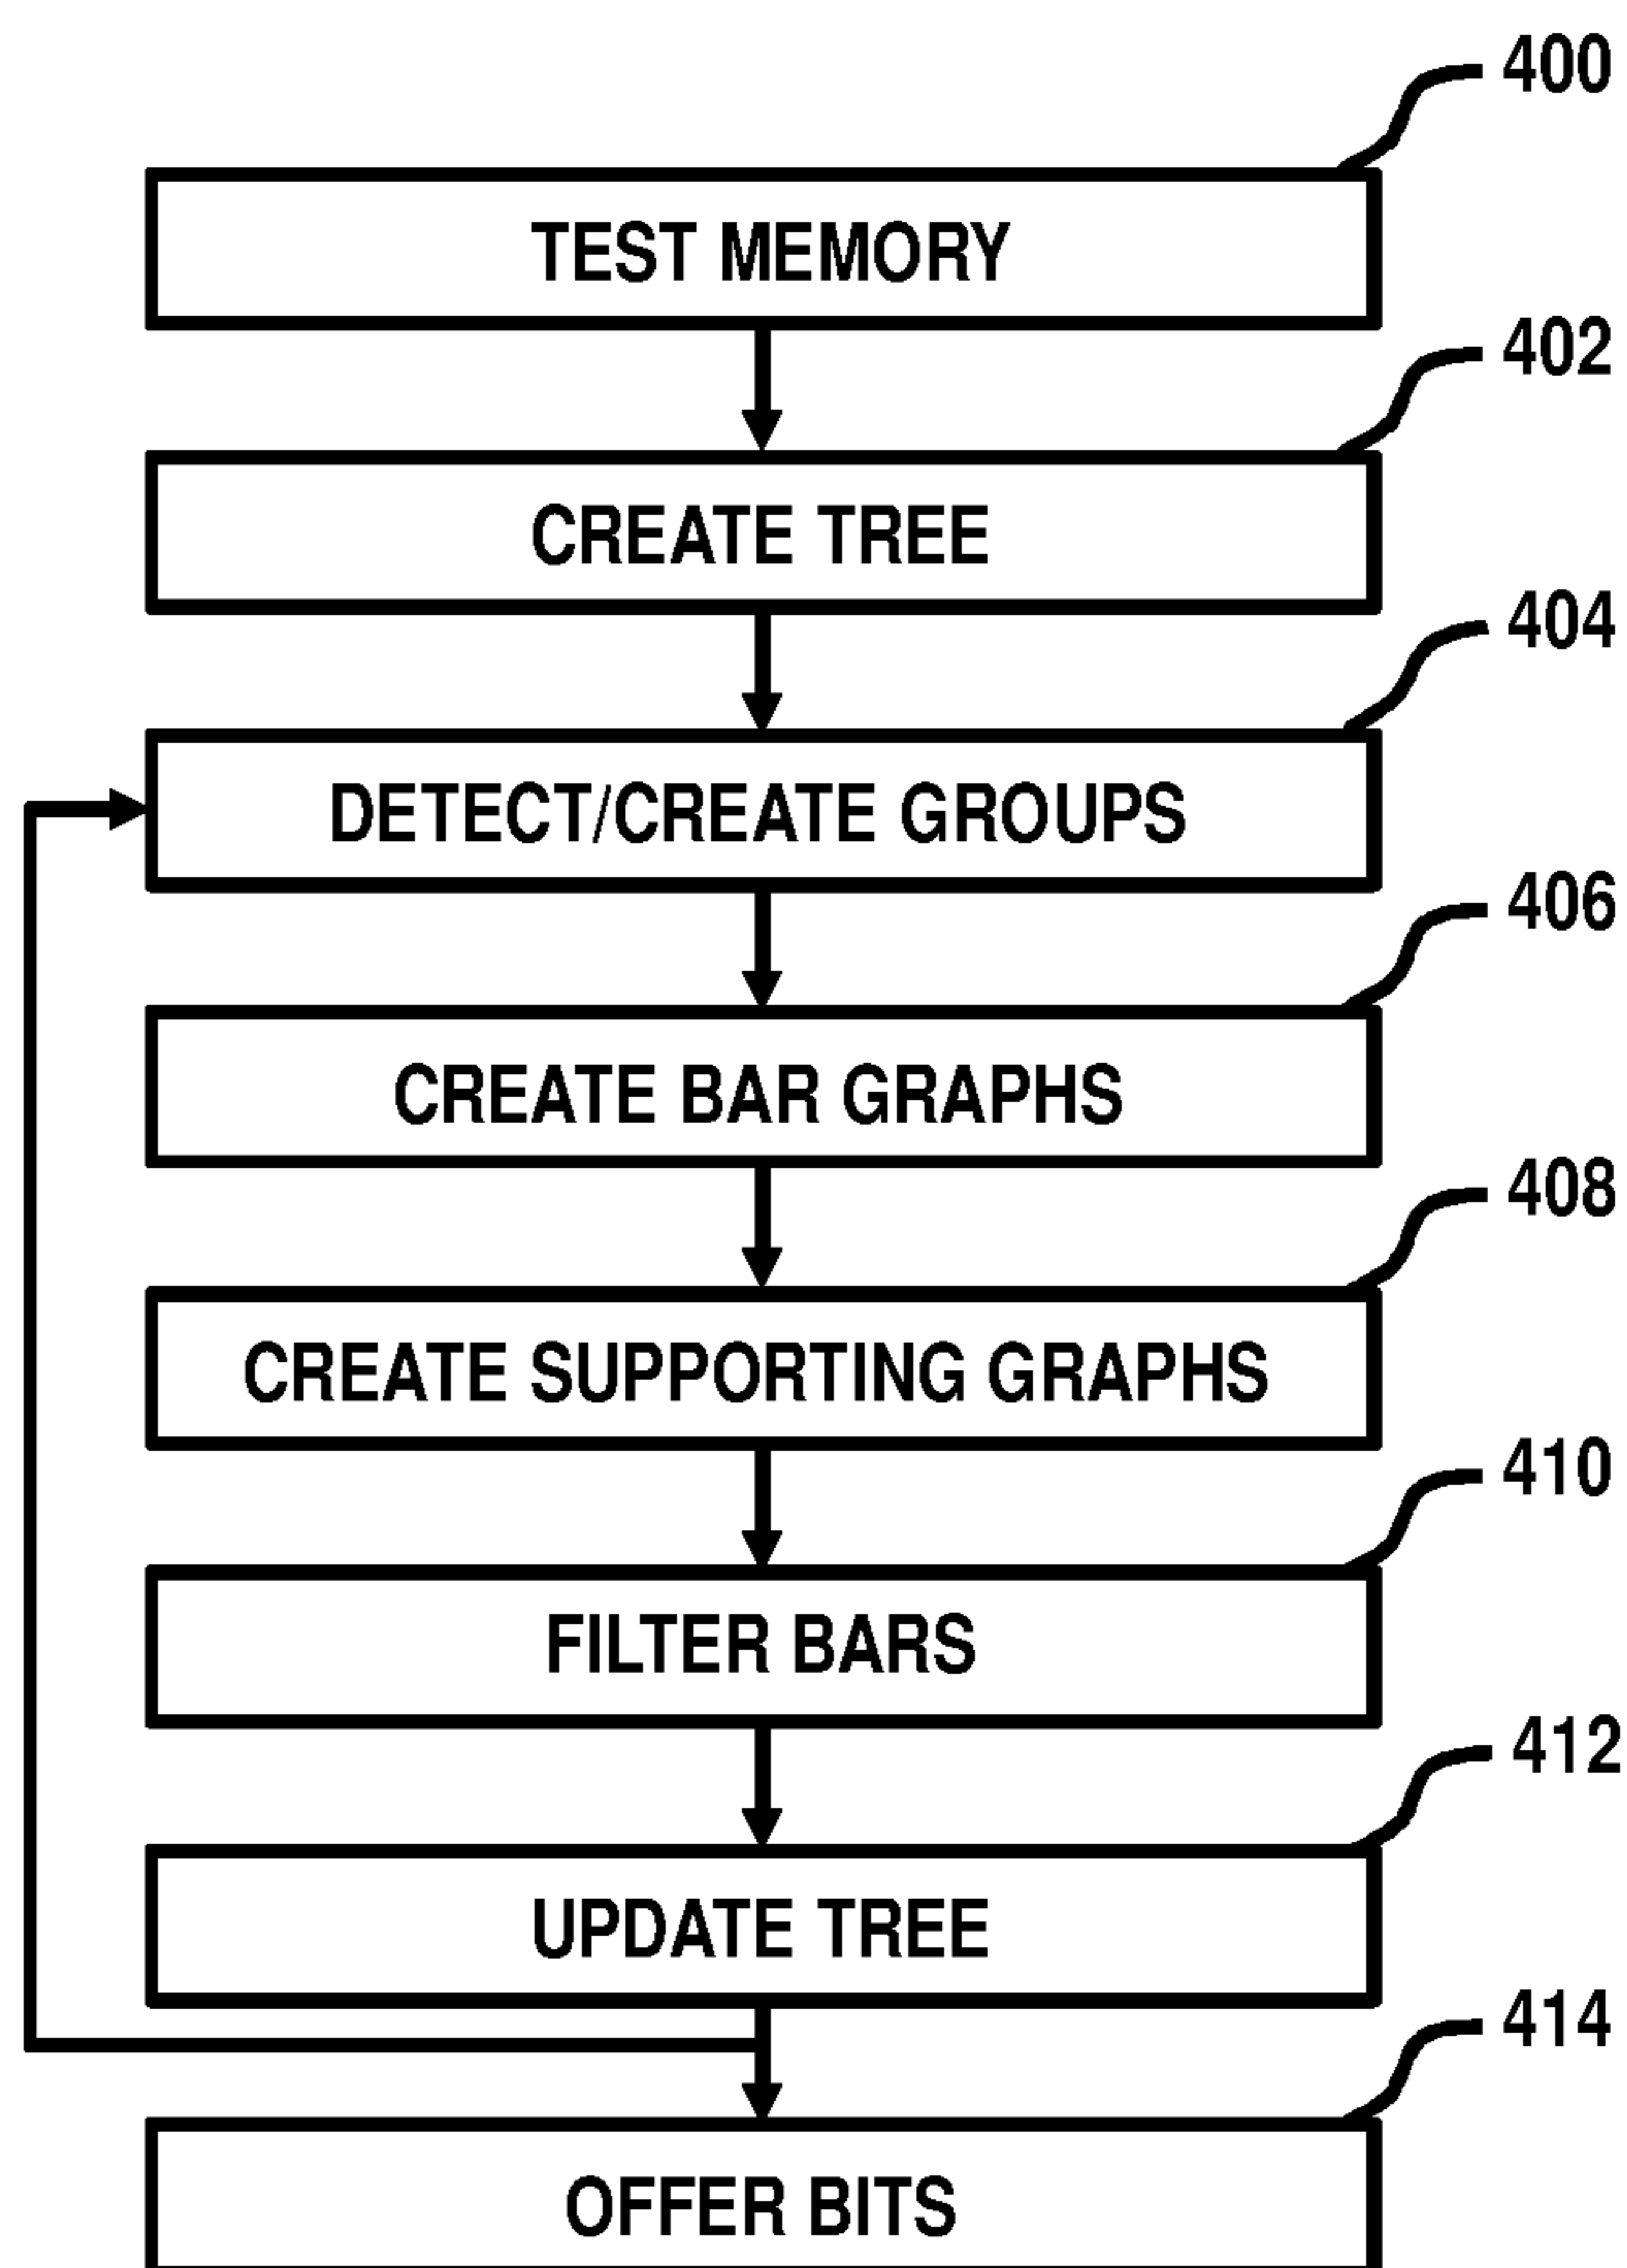 400
TEST MEMORY
402
CREATE TREE
404
DETECT/CREATE GROUPS
406
CREATE BAR GRAPHS
408
CREATE SUPPORTING GRAPHS
410
FILTER BARS
412
UPDATE TREE
414
OFFER BITS